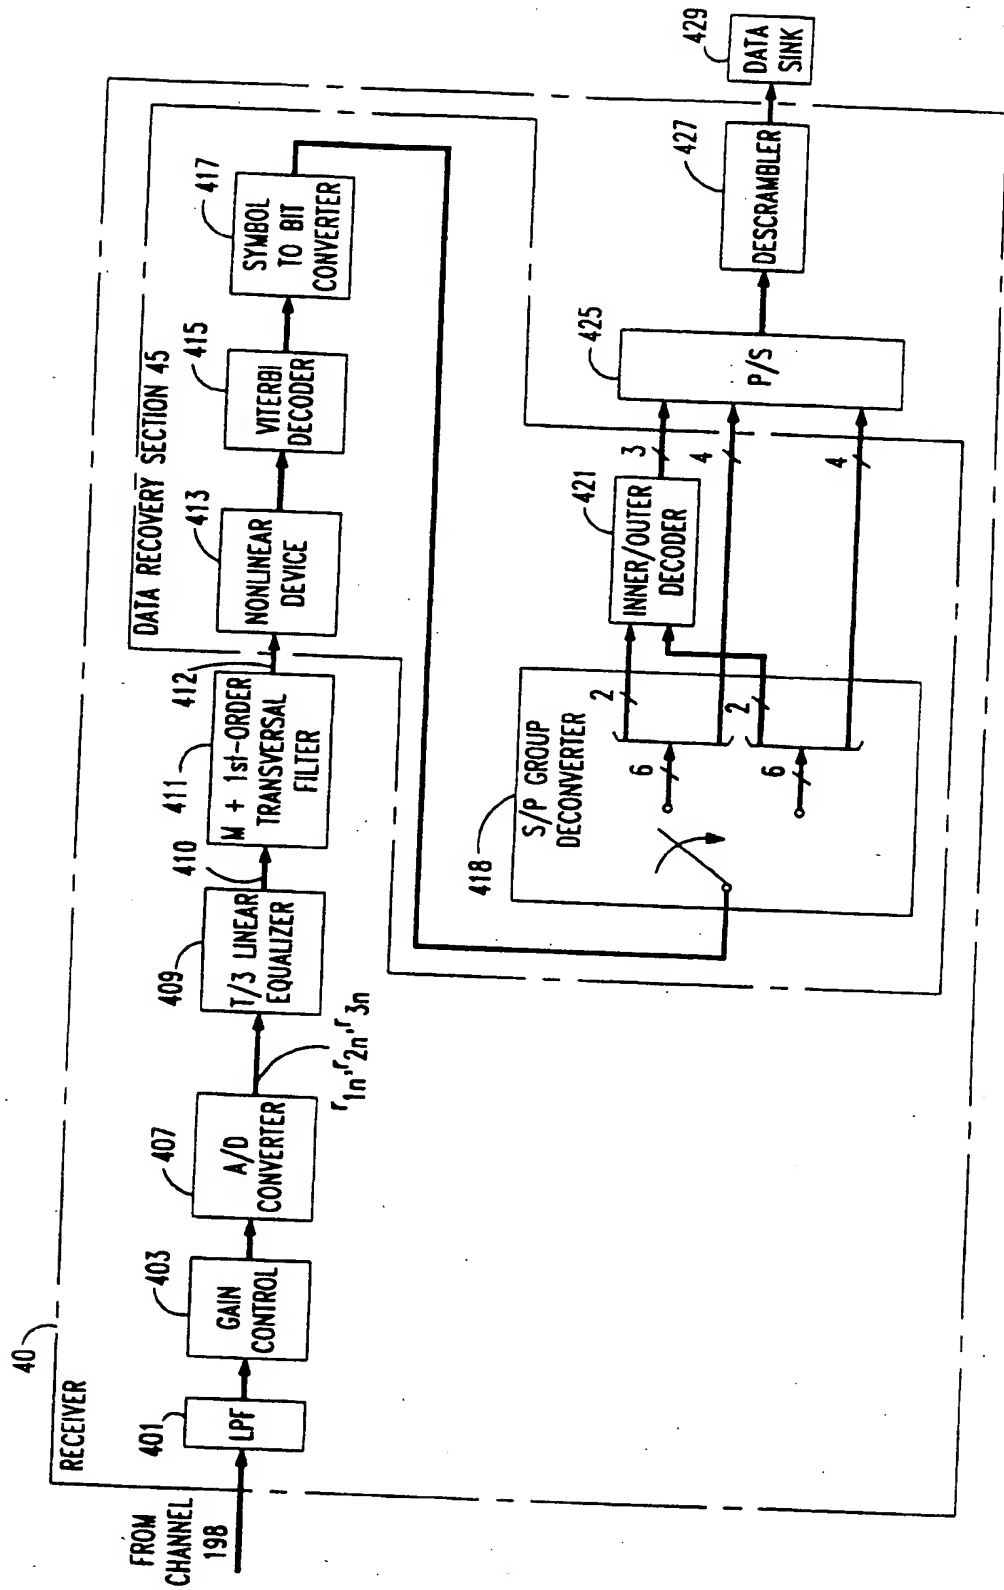 40
RECEIVER
FROM
CHANNEL
198
401
LPF
403
GAIN
CONTROL
407
A/D
CONVERTER
r1n,r2n,r3n
409
T/3 LINEAR
EQUALIZER
410
411
M + 1st-ORDER
TRANSVERSAL
FILTER
412
DATA RECOVERY SECTION 45
413
NONLINEAR
DEVICE
415
VITERBI
DECODER
417
SYMBOL
TO BIT
CONVERTER
418
S/P GROUP
DECONVERTER
6
6
2
2
421
INNER/OUTER
DECODER
3
4
4
425
P/S
427
DESCRAMBLER
429
DATA
SINK